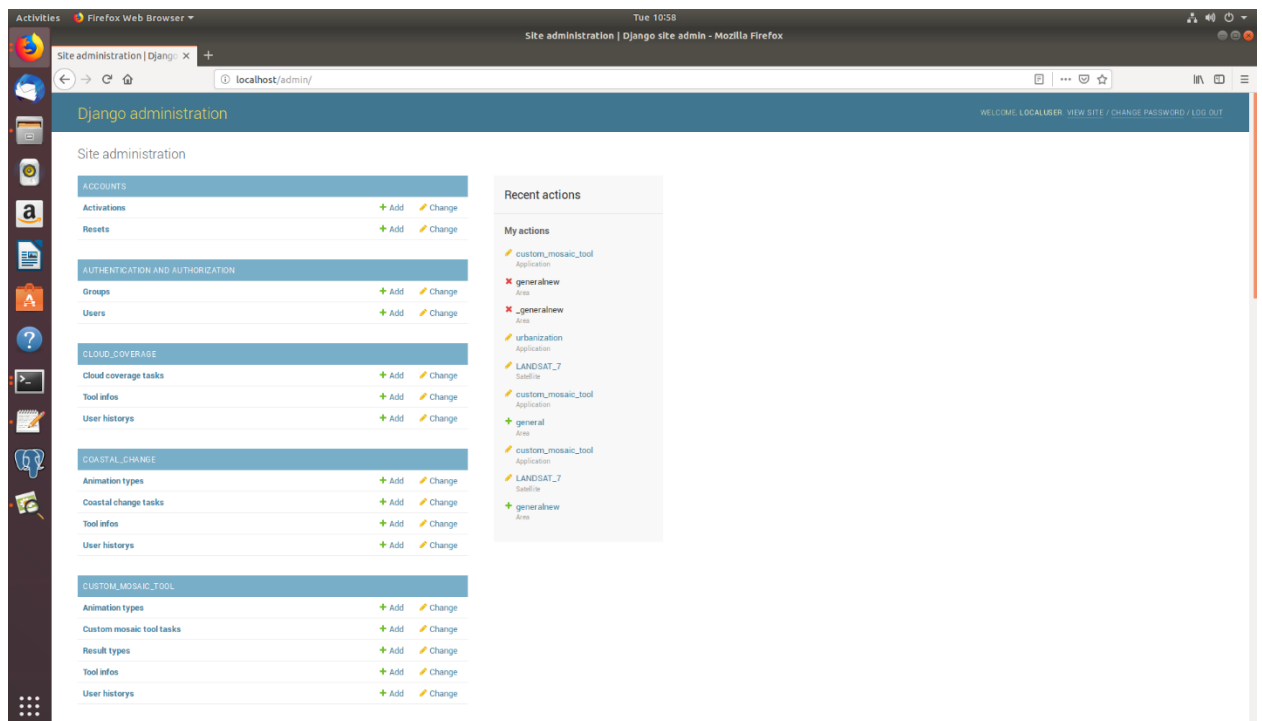 Activities Firefox Web Browser Tue 10:58
Site administration | Django site admin - Mozilla Firefox
Site administration | Django
localhost/admin/
Django administration
WELCOME, LOCALUSER. VIEW SITE / CHANGE PASSWORD / LOG OUT
Site administration
ACCOUNTS
Activations Add Change
Resets Add Change
AUTHENTICATION AND AUTHORIZATION
Groups Add Change
Users Add Change
CLOUD_COVERAGE
Cloud coverage tasks Add Change
Tool infos Add Change
User historys Add Change
COASTAL_CHANGE
Animation types Add Change
Coastal change tasks Add Change
Tool infos Add Change
User historys Add Change
CUSTOM_MOSAIC_TOOL
Animation types Add Change
Custom mosaic tool tasks Add Change
Result types Add Change
Tool infos Add Change
User historys Add Change
Recent actions
My actions
custom_mosaic_tool
Application
generalnew
Area
_generalnew
Area
urbanization
Application
LANDSAT_7
Satellite
custom_mosaic_tool
Application
general
Area
custom_mosaic_tool
Application
LANDSAT_7
Satellite
generalnew
Area